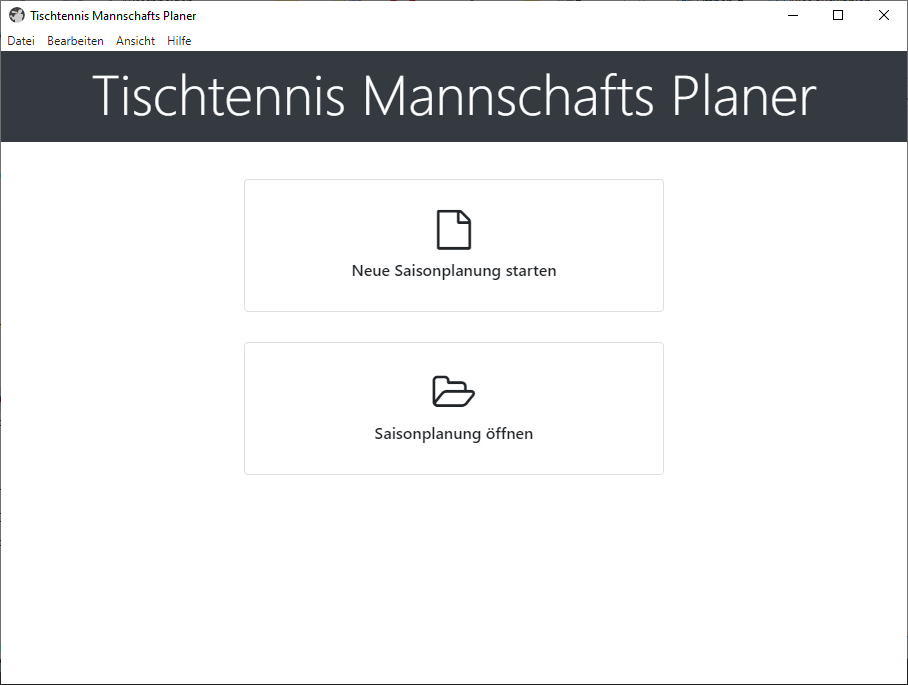 Tischtennis Mannschafts Planer
Datei Bearbeiten Ansicht Hilfe
Tischtennis Mannschafts Planer
Neue Saisonplanung starten
Saisonplanung öffnen